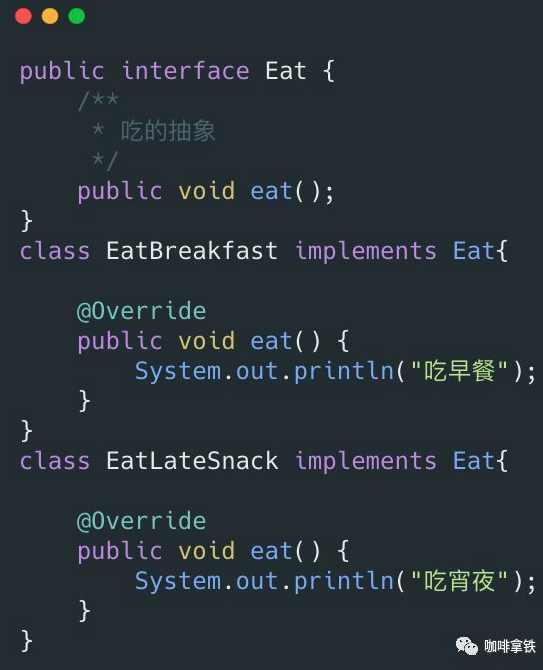 public interface Eat {
    /**
     * 吃的抽象
     */
    public void eat();
}
class EatBreakfast implements Eat{

    @Override
    public void eat() {
        System.out.println("吃早餐");
    }
}
class EatLateSnack implements Eat{

    @Override
    public void eat() {
        System.out.println("吃宵夜");
    }
}
咖啡拿铁